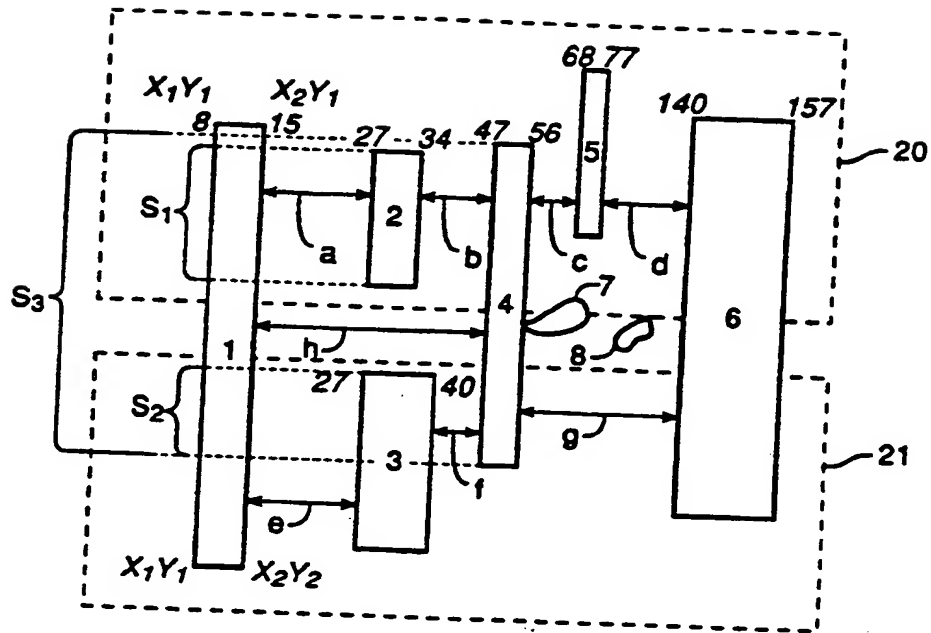 68 77
X₁Y₁ X₂Y₁ 140 157
8 15 27 34 47 56
5 20
S₁ 2
a b c d
S₃ 7
4 6
1 h 8
S₂ 27 40
3 g 21
f
e
X₁Y₁ X₂Y₂